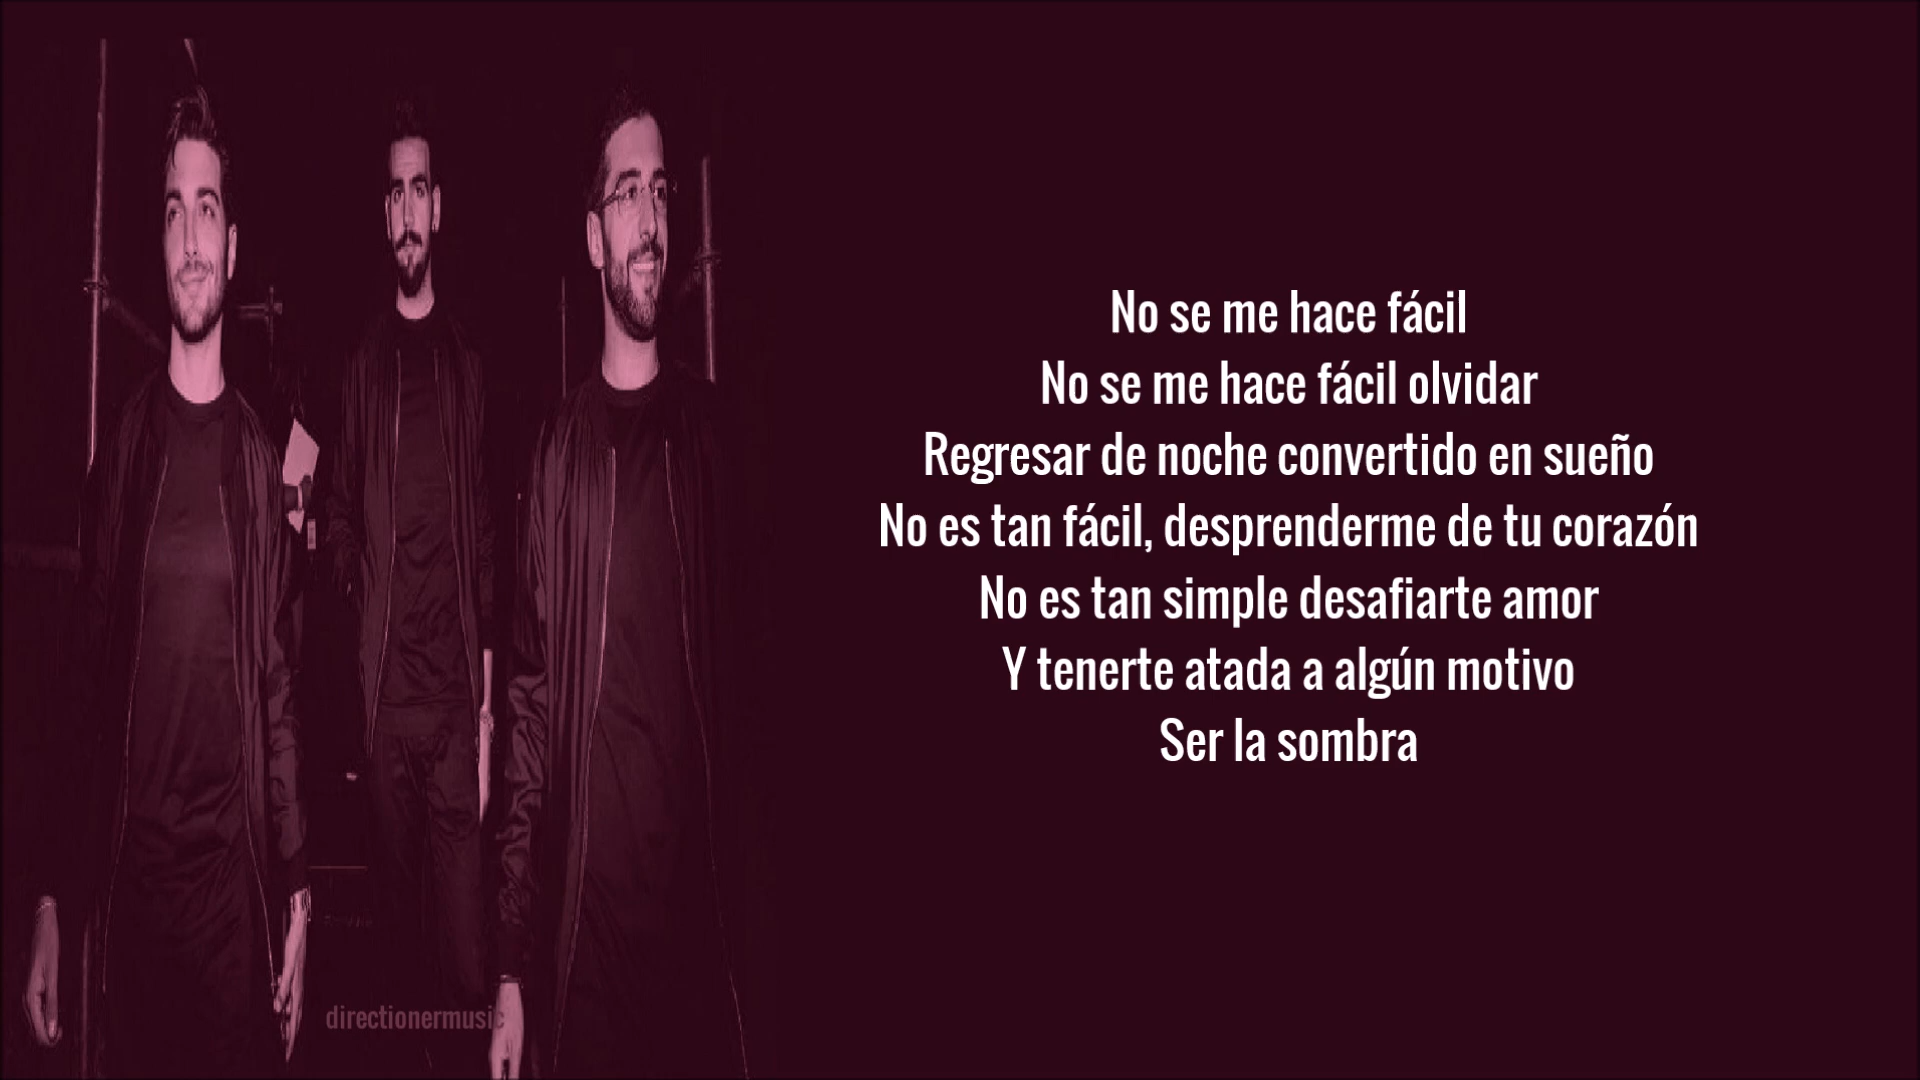 No se me hace fácil
No se me hace fácil olvidar
Regresar de noche convertido en sueño
No es tan fácil, desprenderme de tu corazón
No es tan simple desafiarte amor
Y tenerte atada a algún motivo
Ser la sombra
directionermusic